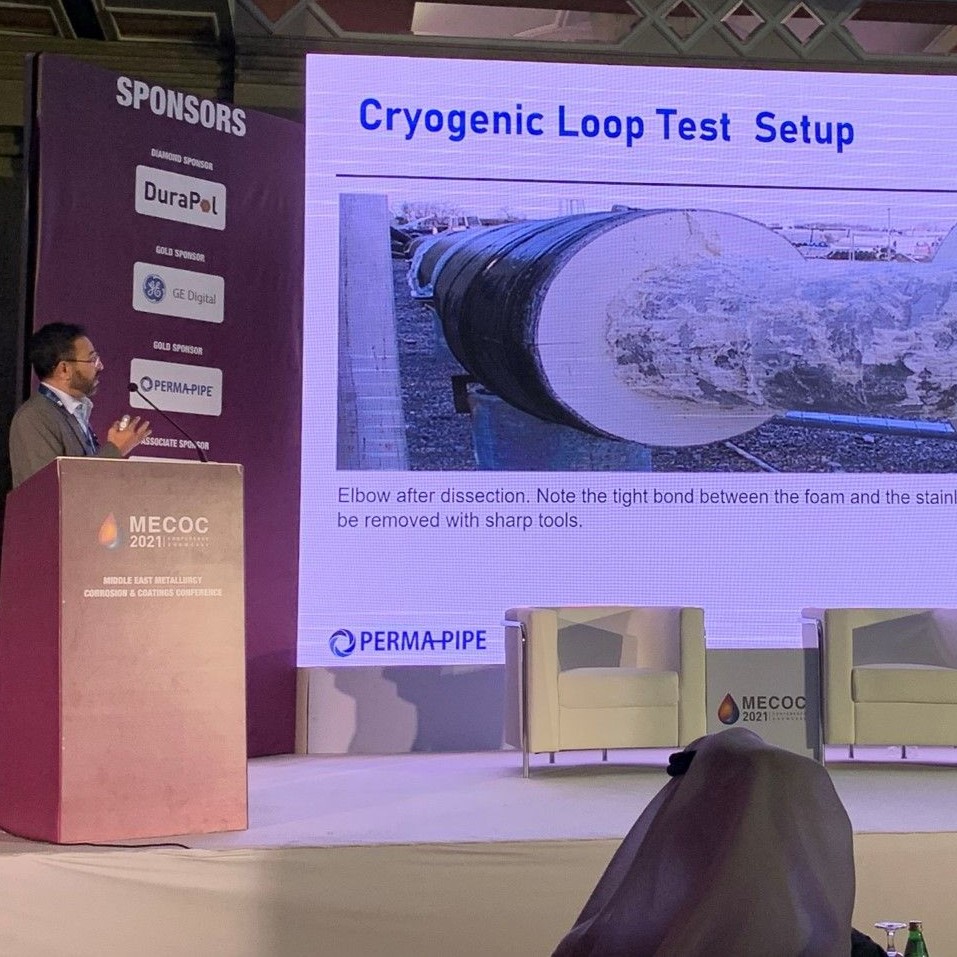 SPONSORS
DIAMOND SPONSOR
DuraPol
GOLD SPONSOR
GE Digital
GOLD SPONSOR
PERMA-PIPE
ASSOCIATE SPONSOR
Cryogenic Loop Test Setup
Elbow after dissection. Note the tight bond between the foam and the stainl
be removed with sharp tools.
PERMA-PIPE
MECOC
2021
CONFERENCE
MIDDLE EAST METALLURGY
CORROSION & COATINGS CONFERENCE
MECOC
2021
CONFERENCE